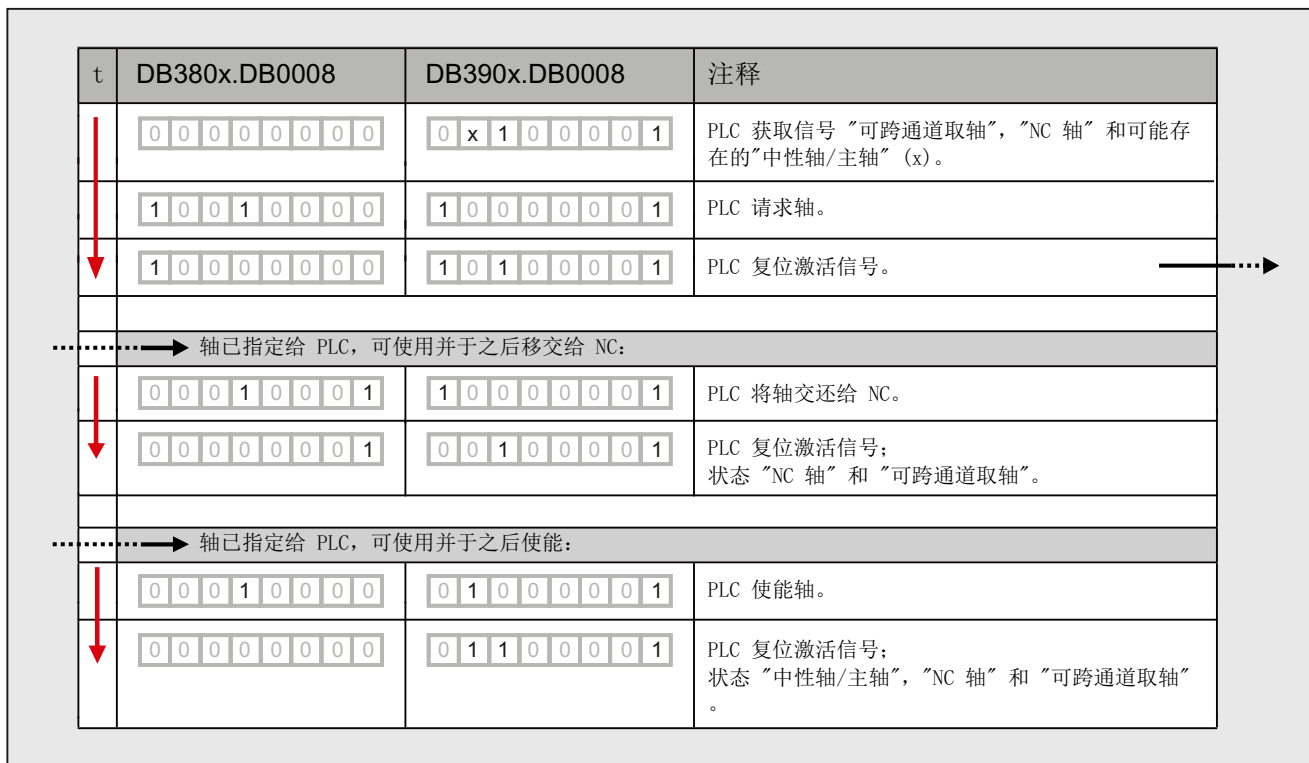 t DB380x.DB0008 DB390x.DB0008 注释
0 0 0 0 0 0 0 0 0 x 1 0 0 0 0 1 PLC 获取信号 "可跨通道取轴", "NC 轴" 和可能存
在的"中性轴/主轴" (x)。
1 0 0 1 0 0 0 0 1 0 0 0 0 0 0 1 PLC 请求轴。
1 0 0 0 0 0 0 0 1 0 1 0 0 0 0 1 PLC 复位激活信号。
轴已指定给 PLC, 可使用并于之后移交给 NC:
0 0 0 1 0 0 0 1 1 0 0 0 0 0 0 1 PLC 将轴交还给 NC。
0 0 0 0 0 0 0 1 0 0 1 0 0 0 0 1 PLC 复位激活信号;
状态 "NC 轴" 和 "可跨通道取轴"。
轴已指定给 PLC, 可使用并于之后使能:
0 0 0 1 0 0 0 0 0 1 0 0 0 0 0 1 PLC 使能轴。
0 0 0 0 0 0 0 0 0 1 1 0 0 0 0 1 PLC 复位激活信号;
状态 "中性轴/主轴", "NC 轴" 和 "可跨通道取轴"
。